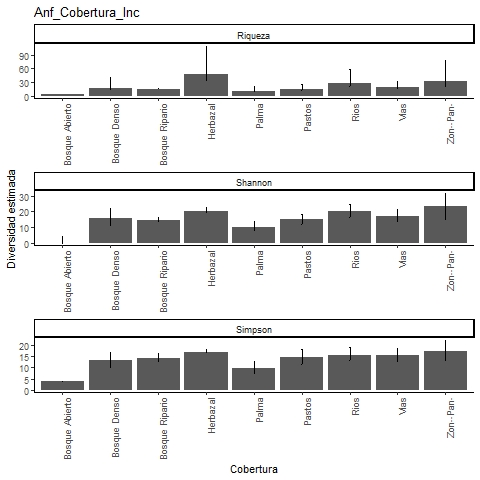 Anf_Cobertura_Inc
Riqueza
90
60
30
0
Bosque Abierto
Bosque Denso
Bosque Ripario
Herbazal
Palma
Pastos
Rios
Vias
Zon--Pan-
Diversidad estimada
Shannon
30
20
10
0
Bosque Abierto
Bosque Denso
Bosque Ripario
Herbazal
Palma
Pastos
Rios
Vias
Zon--Pan-
Simpson
20
15
10
5
0
Bosque Abierto
Bosque Denso
Bosque Ripario
Herbazal
Palma
Pastos
Rios
Vias
Zon--Pan-
Cobertura